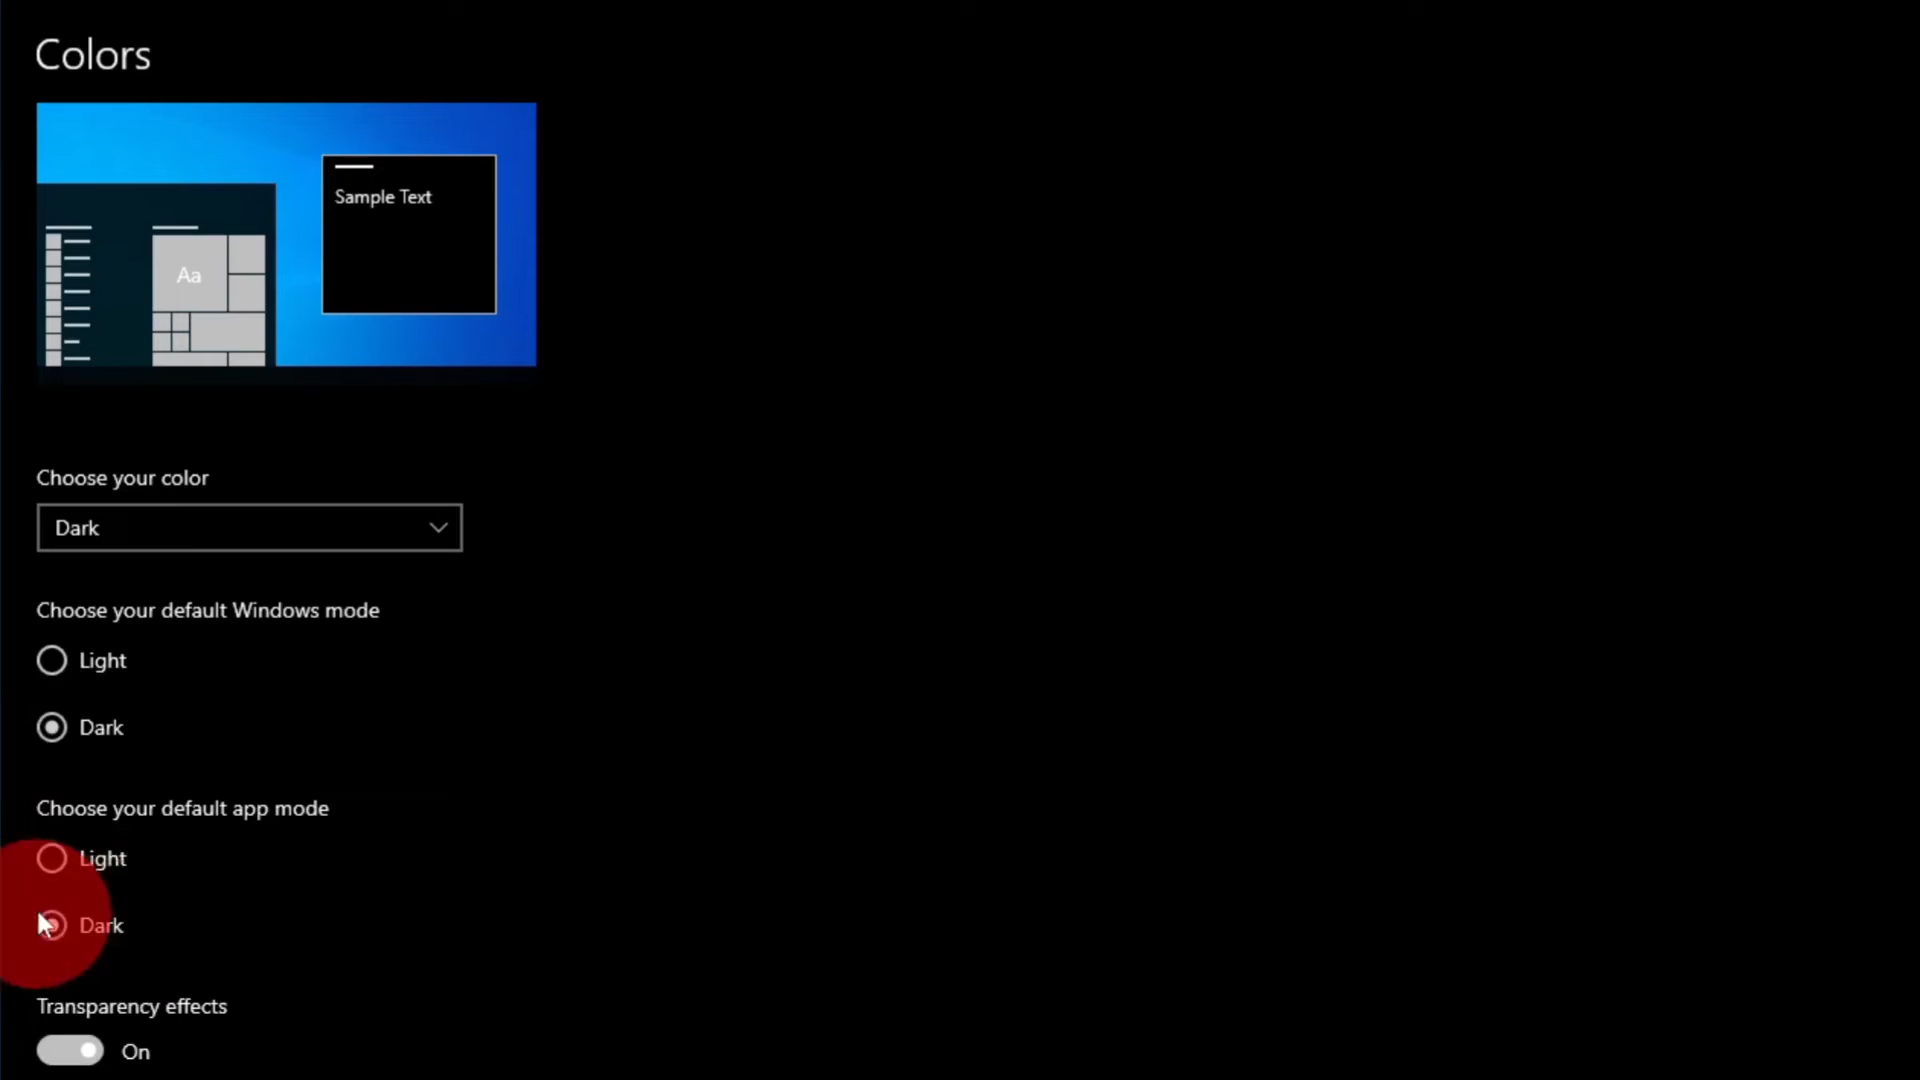 Colors
Sample Text
Aa
Choose your color
Dark
Choose your default Windows mode
Light
Dark
Choose your default app mode
Light
Dark
Transparency effects
On